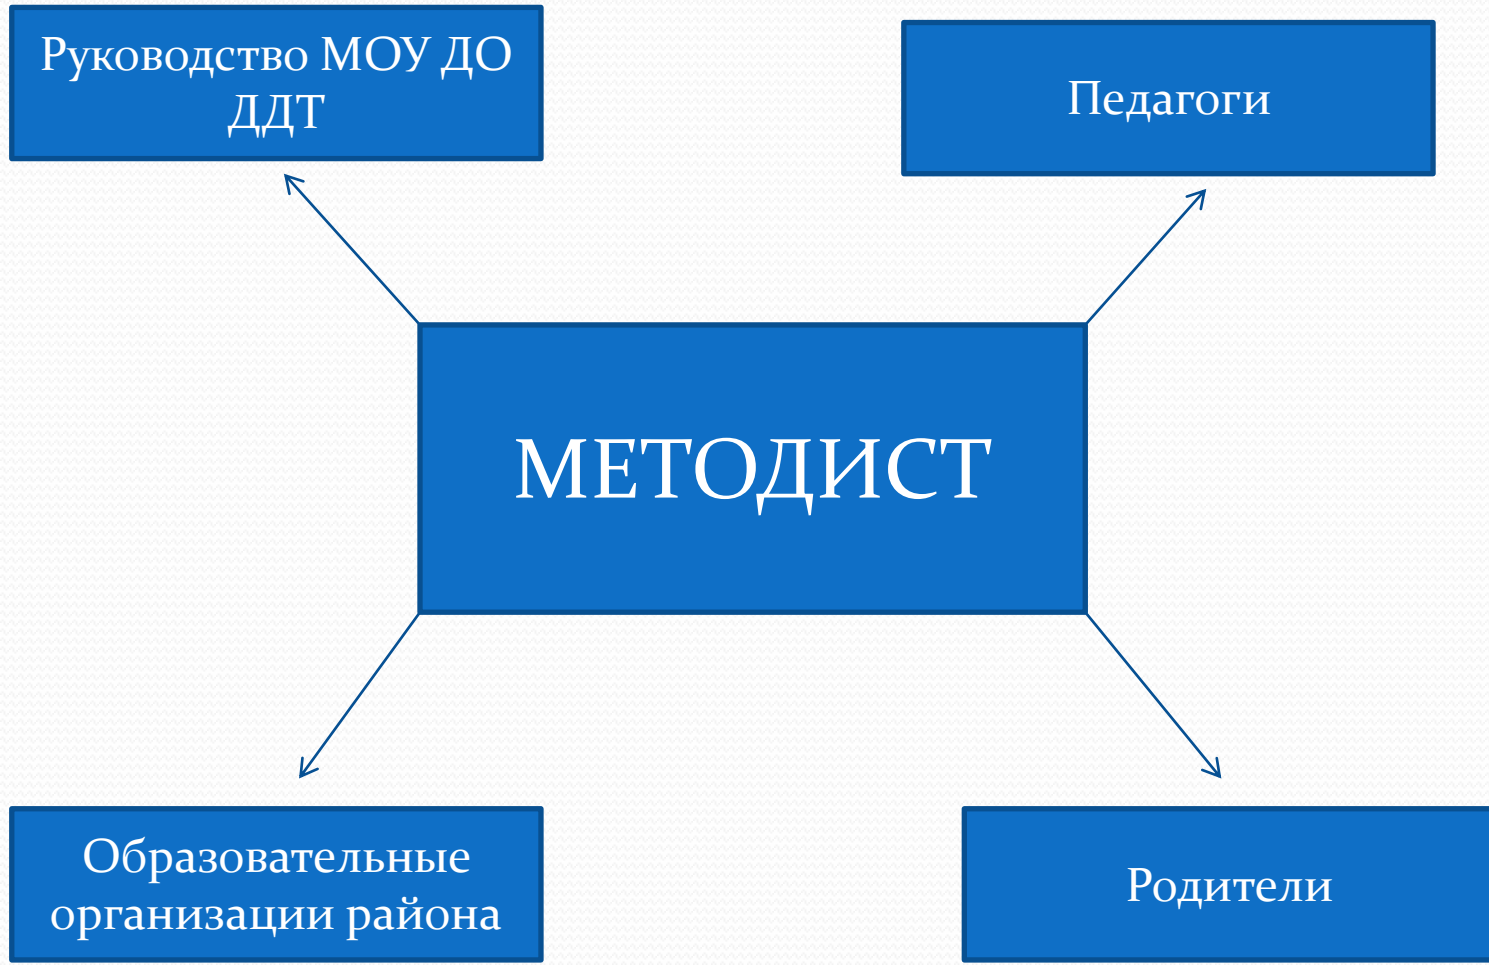 Руководство МОУ ДО
ДДТ
Педагоги
МЕТОДИСТ
Образовательные
организации района
Родители